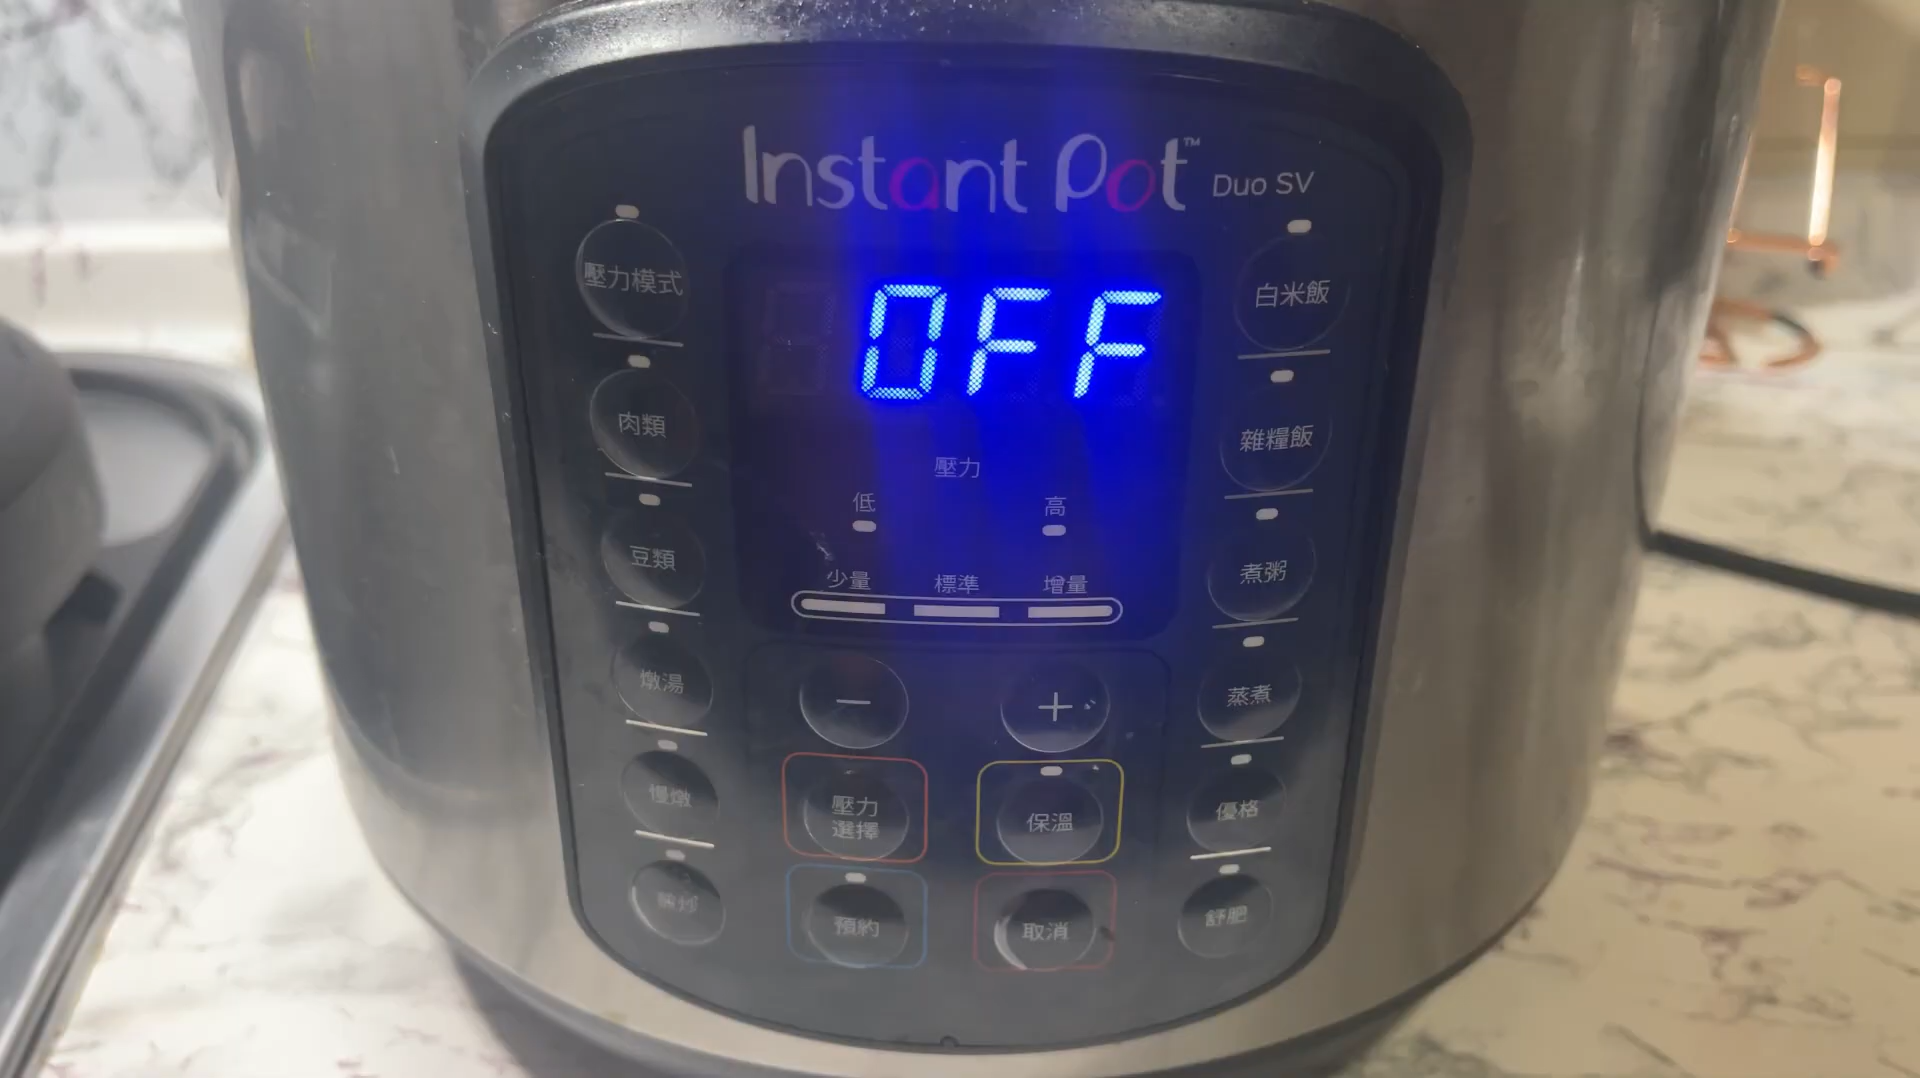 Instant Pot™ Duo SV
OFF
壓力
低 高
少量 標準 增量
壓力模式
肉類
豆類
燉湯
慢燉
白米飯
雜糧飯
煮粥
蒸煮
優格
舒肥
− +
壓力
選擇
保溫
預約
取消